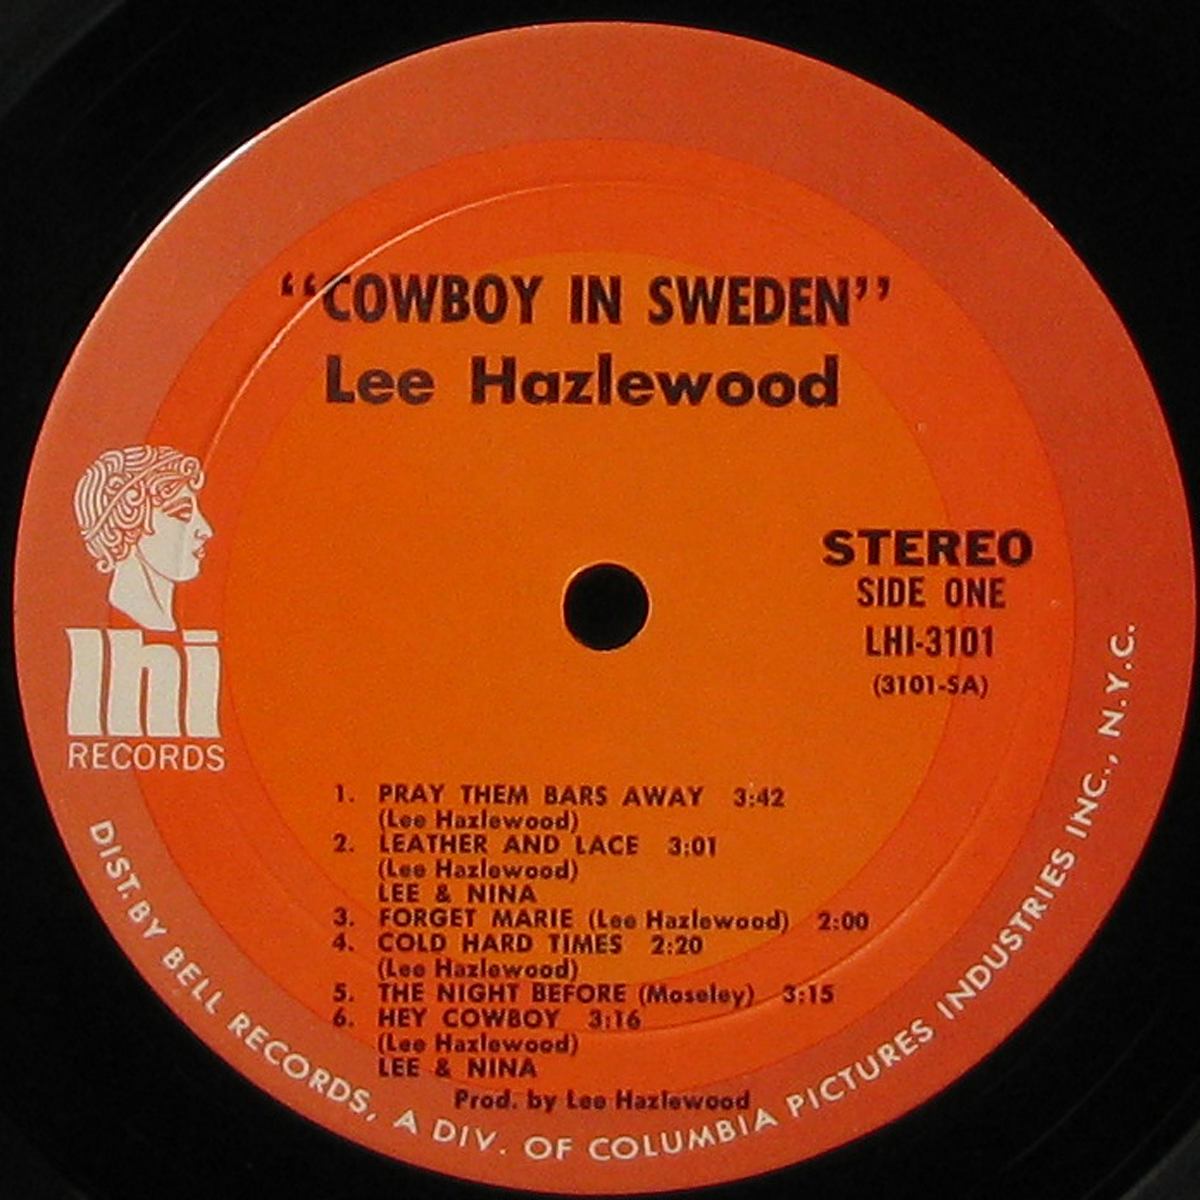 “COWBOY IN SWEDEN”
Lee Hazlewood
STEREO
SIDE ONE
LHI-3101
(3101-SA)
lhi
RECORDS
1. PRAY THEM BARS AWAY 3:42
(Lee Hazlewood)
2. LEATHER AND LACE 3:01
(Lee Hazlewood)
LEE & NINA
3. FORGET MARIE (Lee Hazlewood) 2:00
4. COLD HARD TIMES 2:20
(Lee Hazlewood)
5. THE NIGHT BEFORE (Moseley) 3:15
6. HEY COWBOY 3:16
(Lee Hazlewood)
LEE & NINA
Prod. by Lee Hazlewood
DIST. BY BELL RECORDS, A DIV. OF COLUMBIA PICTURES INDUSTRIES INC., N.Y.C.